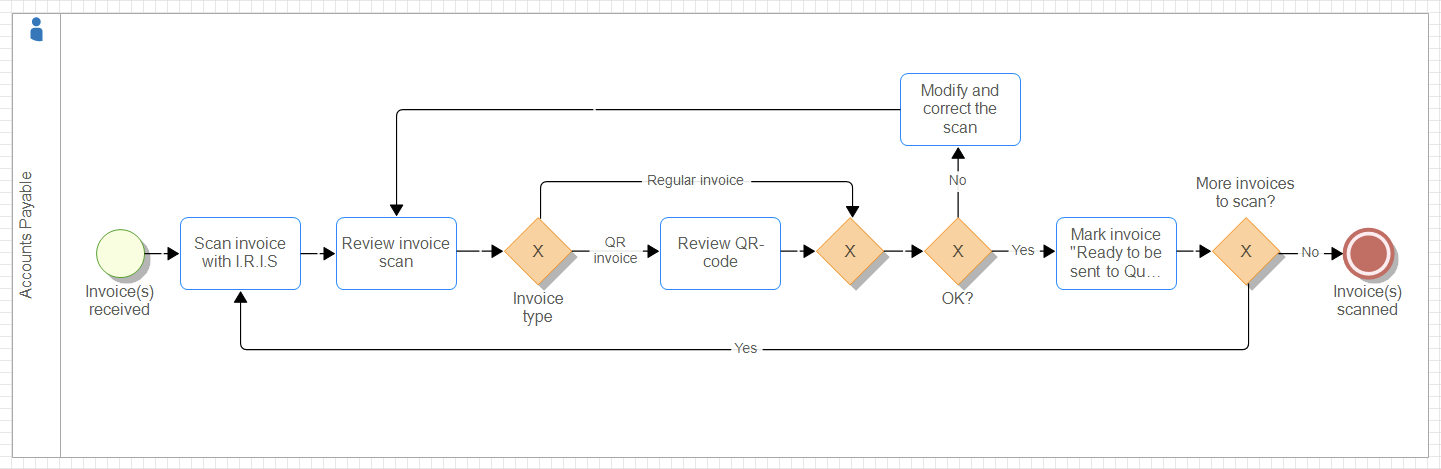 Accounts Payable
Modify and
correct the
scan
Regular invoice
No
More invoices
to scan?
Scan invoice
with I.R.I.S
Review invoice
scan
X
QR
invoice
Review QR-
code
X
X
Yes
Mark invoice
"Ready to be
sent to Qu...
X
No
Invoice(s)
received
Invoice
type
OK?
Invoice(s)
scanned
Yes